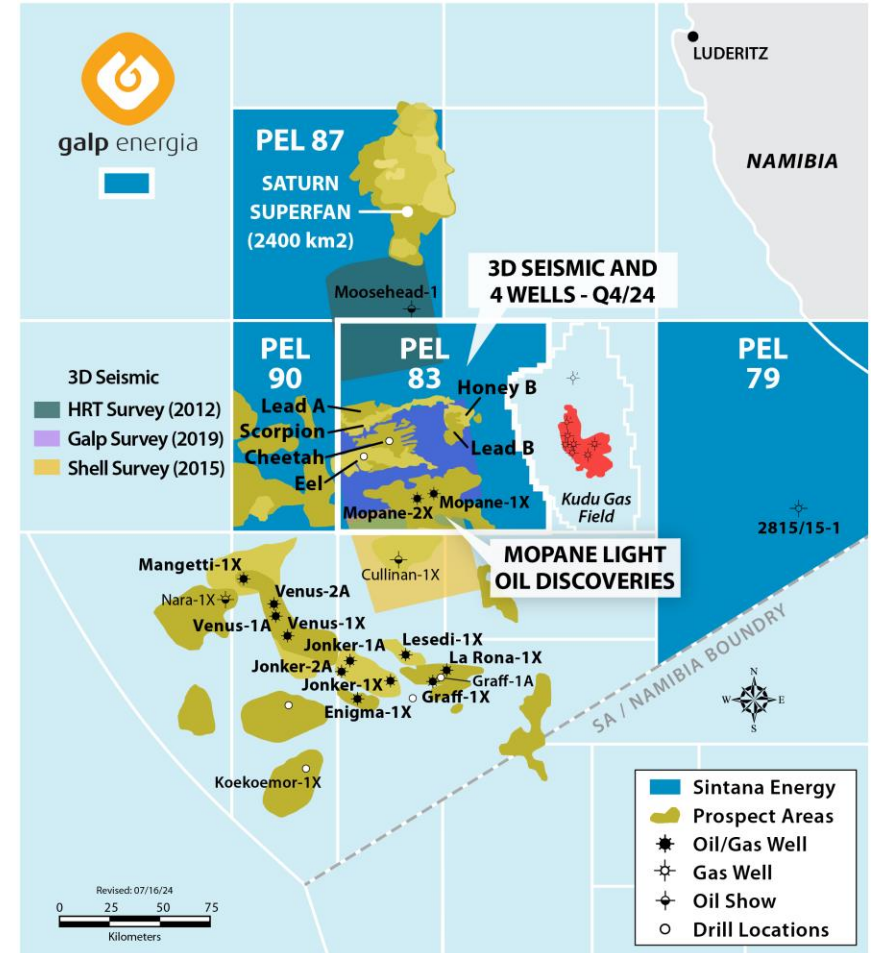 galp energia
LUDERITZ
NAMIBIA
PEL 87
SATURN
SUPERFAN
(2400 km2)
3D SEISMIC AND
4 WELLS - Q4/24
Moosehead-1
3D Seismic
HRT Survey (2012)
Galp Survey (2019)
Shell Survey (2015)
PEL
90
PEL
83
PEL
79
Lead A
Scorpion
Cheetah
Eel
Honey B
Lead B
Mopane-1X
Mopane-2X
Kudu Gas
Field
2815/15-1
MOPANE LIGHT
OIL DISCOVERIES
Cullinan-1X
Mangetti-1X
Nara-1X
Venus-2A
Venus-1A
Venus-1X
Jonker-1A
Lesedi-1X
Jonker-2A
La Rona-1X
Graff-1A
Jonker-1X
Graff-1X
Enigma-1X
Koekoemor-1X
SA / NAMIBIA BOUNDRY
N
W
E
S
Sintana Energy
Prospect Areas
Oil/Gas Well
Gas Well
Oil Show
Drill Locations
Revised: 07/16/24
0 25 50 75
Kilometers